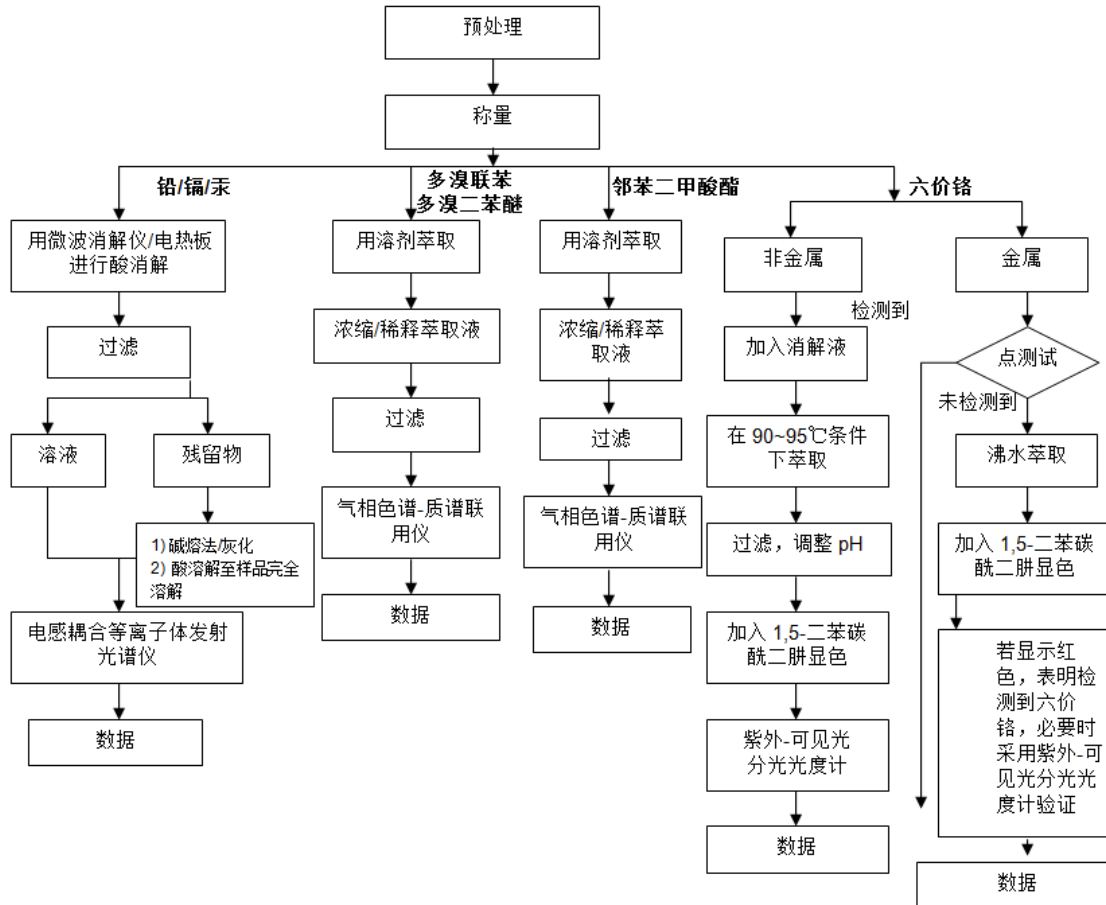 预处理
称量
铅/镉/汞
多溴联苯
多溴二苯醚
邻苯二甲酸酯
六价铬
用微波消解仪/电热板
进行酸消解
过滤
溶液
残留物
1) 碱熔法/灰化
2) 酸溶解至样品完全
溶解
电感耦合等离子体发射
光谱仪
数据
用溶剂萃取
浓缩/稀释萃取液
过滤
气相色谱-质谱联
用仪
数据
用溶剂萃取
浓缩/稀释萃
取液
过滤
气相色谱-质谱联
用仪
数据
非金属
加入消解液
在 90~95℃条件
下萃取
过滤，调整 pH
加入 1,5-二苯碳
酰二肼显色
紫外-可见光
分光光度计
数据
金属
检测到
点测试
未检测到
沸水萃取
加入 1,5-二苯碳
酰二肼显色
若显示红
色，表明检
测到六价
铬，必要时
采用紫外-可
见光分光光
度计验证
数据